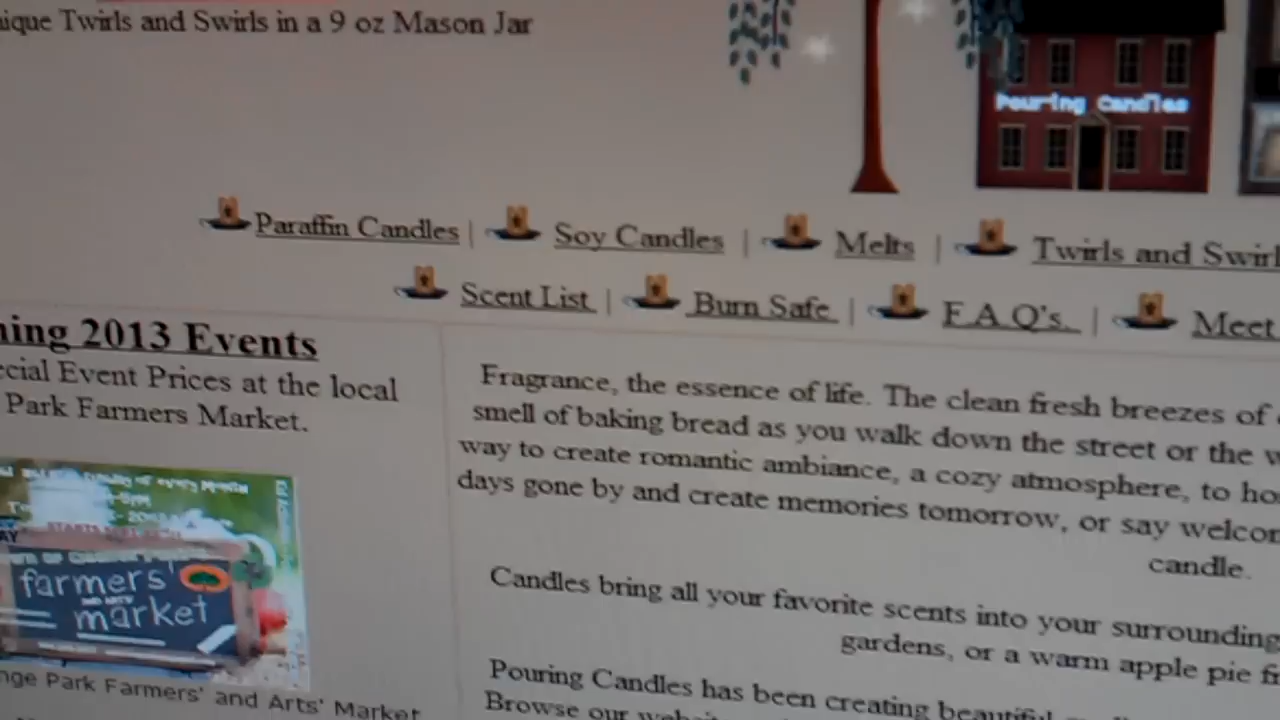 ique Twirls and Swirls in a 9 oz Mason Jar
Pouring Candles
Paraffin Candles | Soy Candles | Melts | Twirls and Swirl
Scent List | Burn Safe | F.A.Q's. | Meet
ning 2013 Events
ecial Event Prices at the local
Park Farmers Market.
Fragrance, the essence of life. The clean fresh breezes of
smell of baking bread as you walk down the street or the w
way to create romantic ambiance, a cozy atmosphere, to ho
days gone by and create memories tomorrow, or say welcom
candle.
Candles bring all your favorite scents into your surrounding
gardens, or a warm apple pie fr
Pouring Candles has been creating beautiful
Browse our
farmers'
market
nge Park Farmers' and Arts' Market